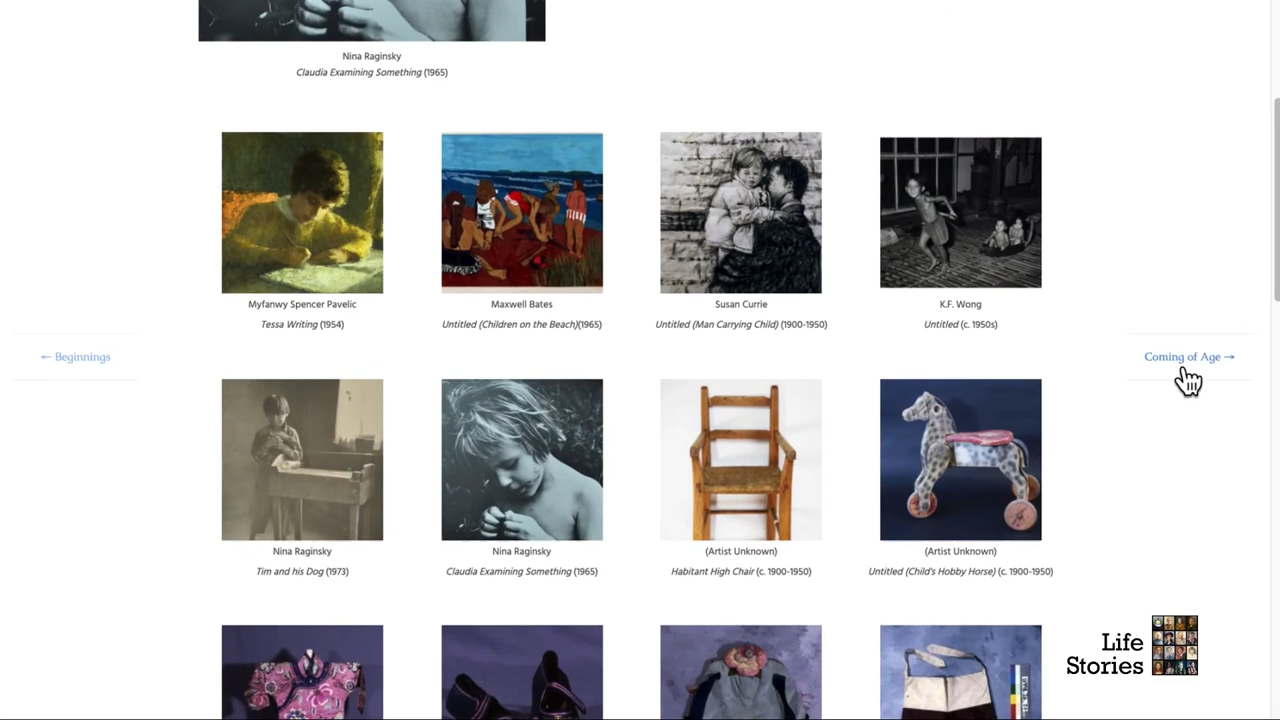 Nina Raginsky
Claudia Examining Something (1965)
Myfanwy Spencer Pavelic
Tessa Writing (1954)
Maxwell Bates
Untitled (Children on the Beach)(1965)
Susan Currie
Untitled (Man Carrying Child) (1900-1950)
K.F. Wong
Untitled (c. 1950s)
← Beginnings
Coming of Age →
Nina Raginsky
Tim and his Dog (1973)
Nina Raginsky
Claudia Examining Something (1965)
(Artist Unknown)
Habitant High Chair (c. 1900-1950)
(Artist Unknown)
Untitled (Child's Hobby Horse) (c. 1900-1950)
Life
Stories